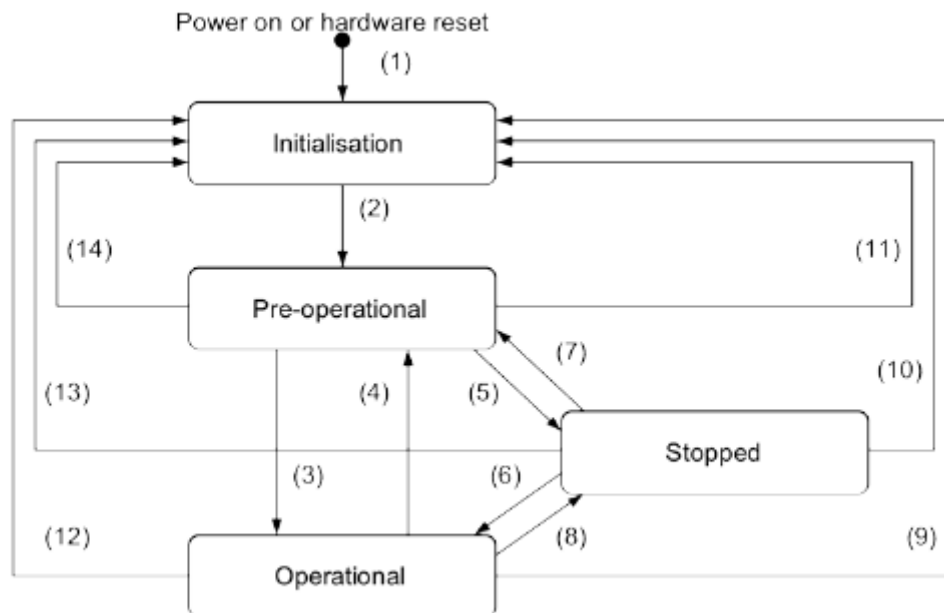 Power on or hardware reset
(1)
Initialisation
(2)
(14)
(11)
Pre-operational
(7)
(13)
(4)
(5)
(10)
Stopped
(3)
(6)
(12)
(8)
(9)
Operational